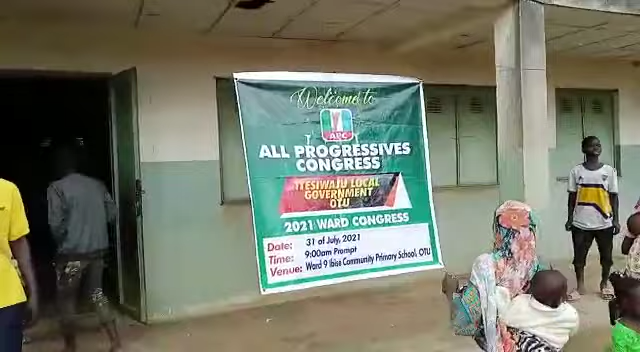 Welcome to
APC
ALL PROGRESSIVES
CONGRESS
ITESIWAJU LOCAL
GOVERNMENT
OTU
2021 WARD CONGRESS
Date: 31 of July, 2021
Time: 9:00am Prompt
Venue: Ward 9 Ibise Community Primary School, OTU